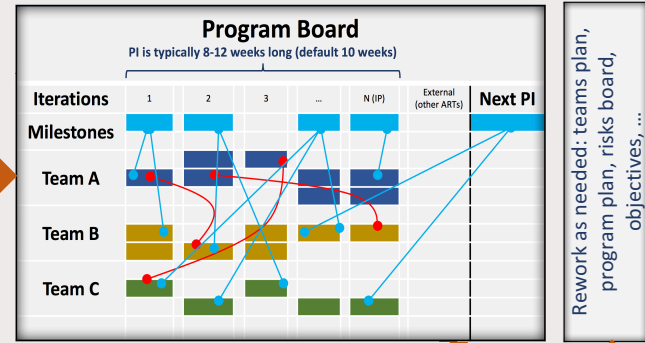 Program Board
PI is typically 8-12 weeks long (default 10 weeks)
Iterations 1 2 3 ... N (IP) External (other ARTs) Next PI
Milestones
Team A
Team B
Team C
Rework as needed: teams plan,
program plan, risks board,
objectives, ...